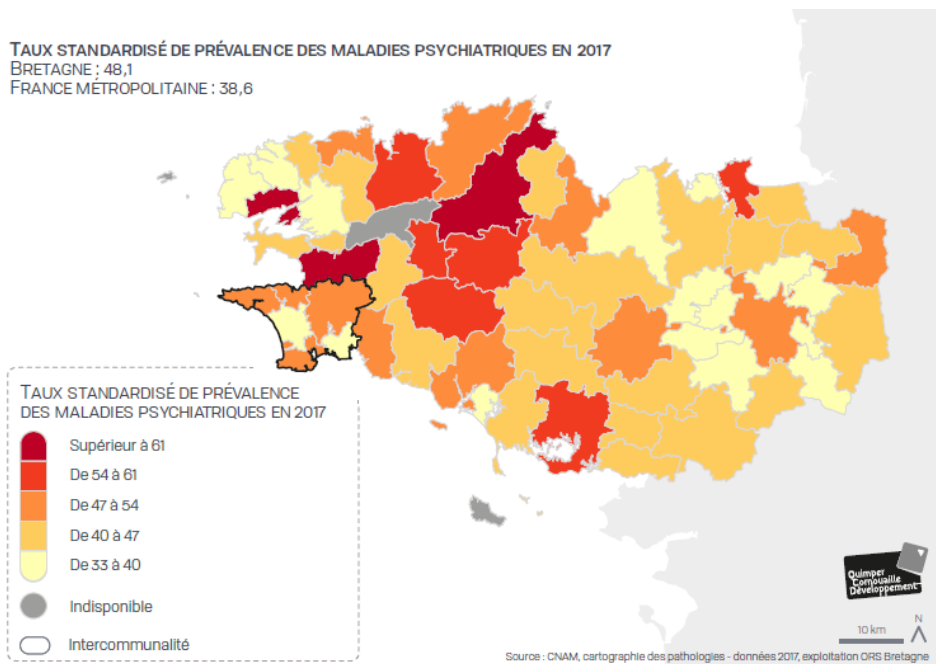 TAUX STANDARDISÉ DE PRÉVALENCE DES MALADIES PSYCHIATRIQUES EN 2017
BRETAGNE : 48,1
FRANCE MÉTROPOLITAINE : 38,6
TAUX STANDARDISÉ DE PRÉVALENCE
DES MALADIES PSYCHIATRIQUES EN 2017
Supérieur à 61
De 54 à 61
De 47 à 54
De 40 à 47
De 33 à 40
Indisponible
Intercommunalité
Quimper
Cornouaille
Développement
N
10 km
Source : CNAM, cartographie des pathologies - données 2017, exploitation ORS Bretagne